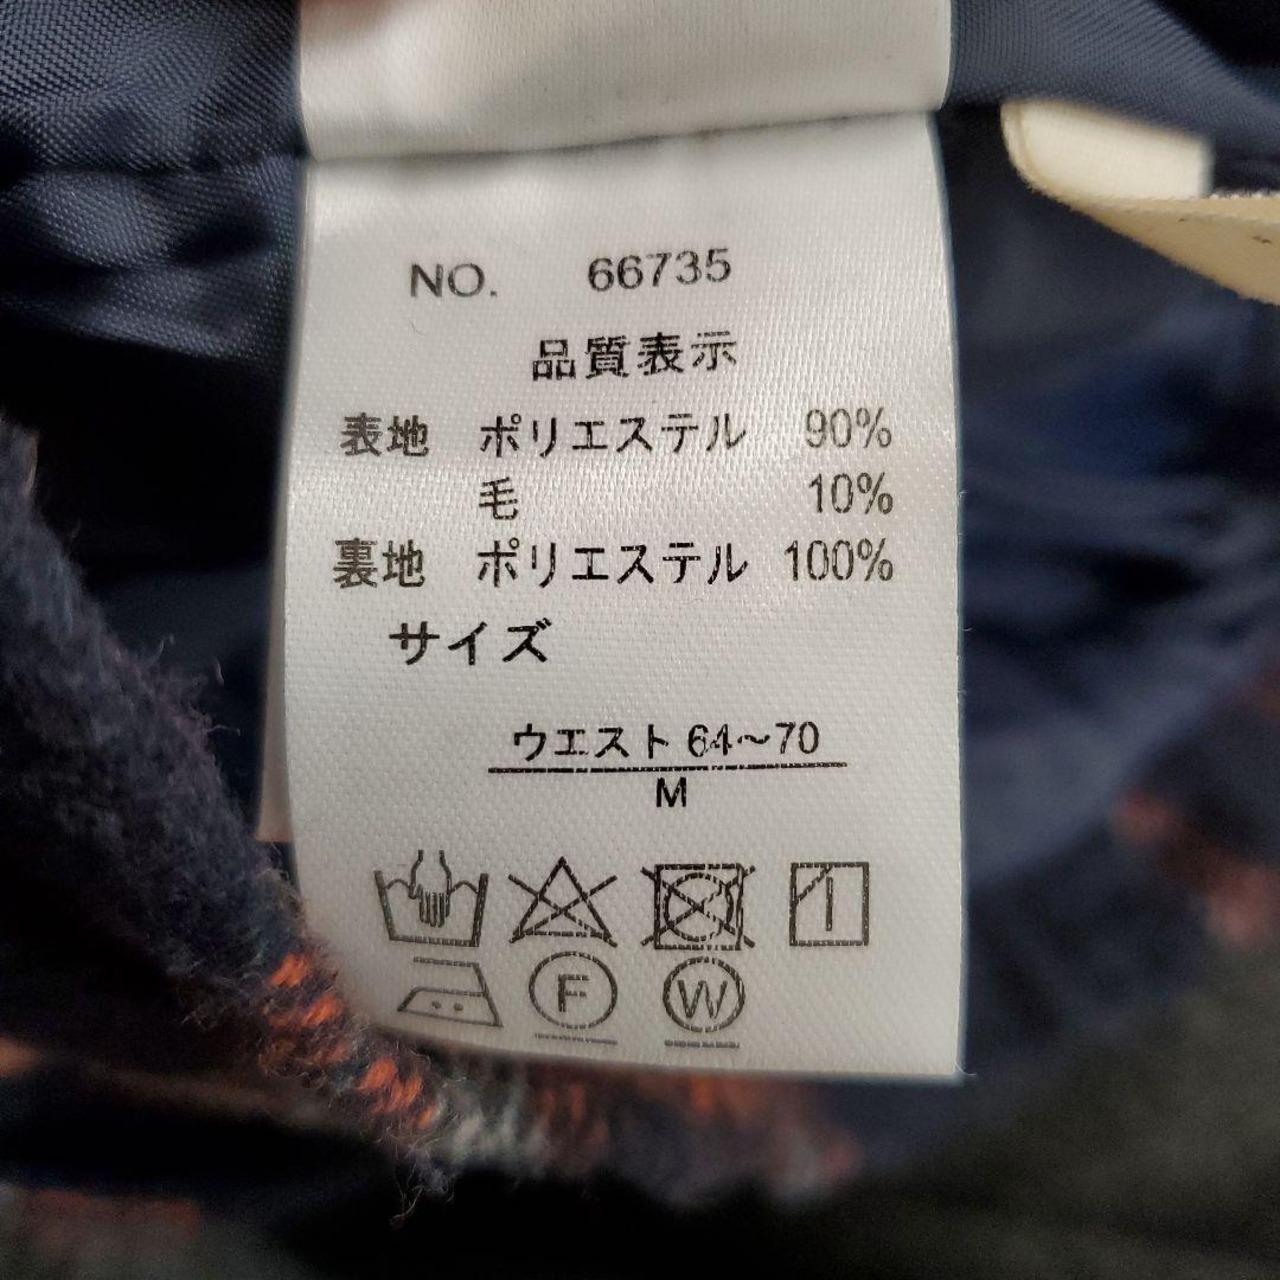 NO. 66735
品質表示
表地 ポリエステル 90%
毛 10%
裏地 ポリエステル 100%
サイズ
ウエスト 64～70
M
F W